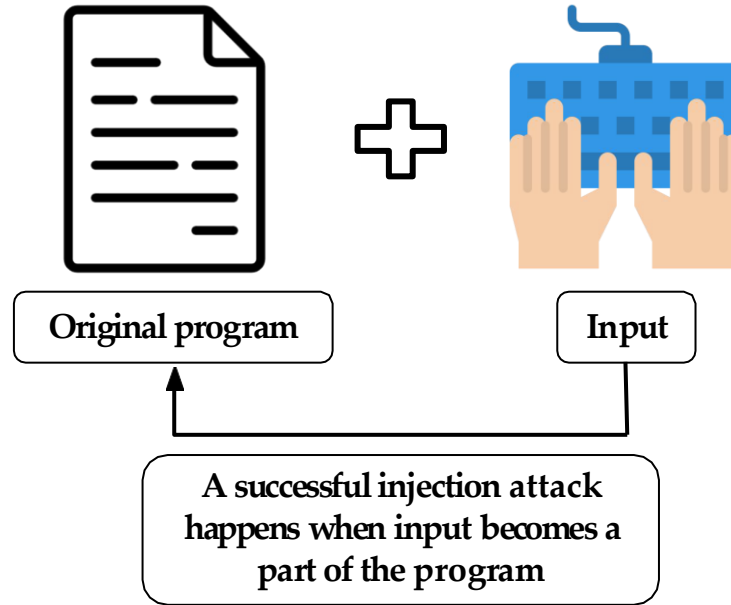 Original program
Input
A successful injection attack
happens when input becomes a
part of the program